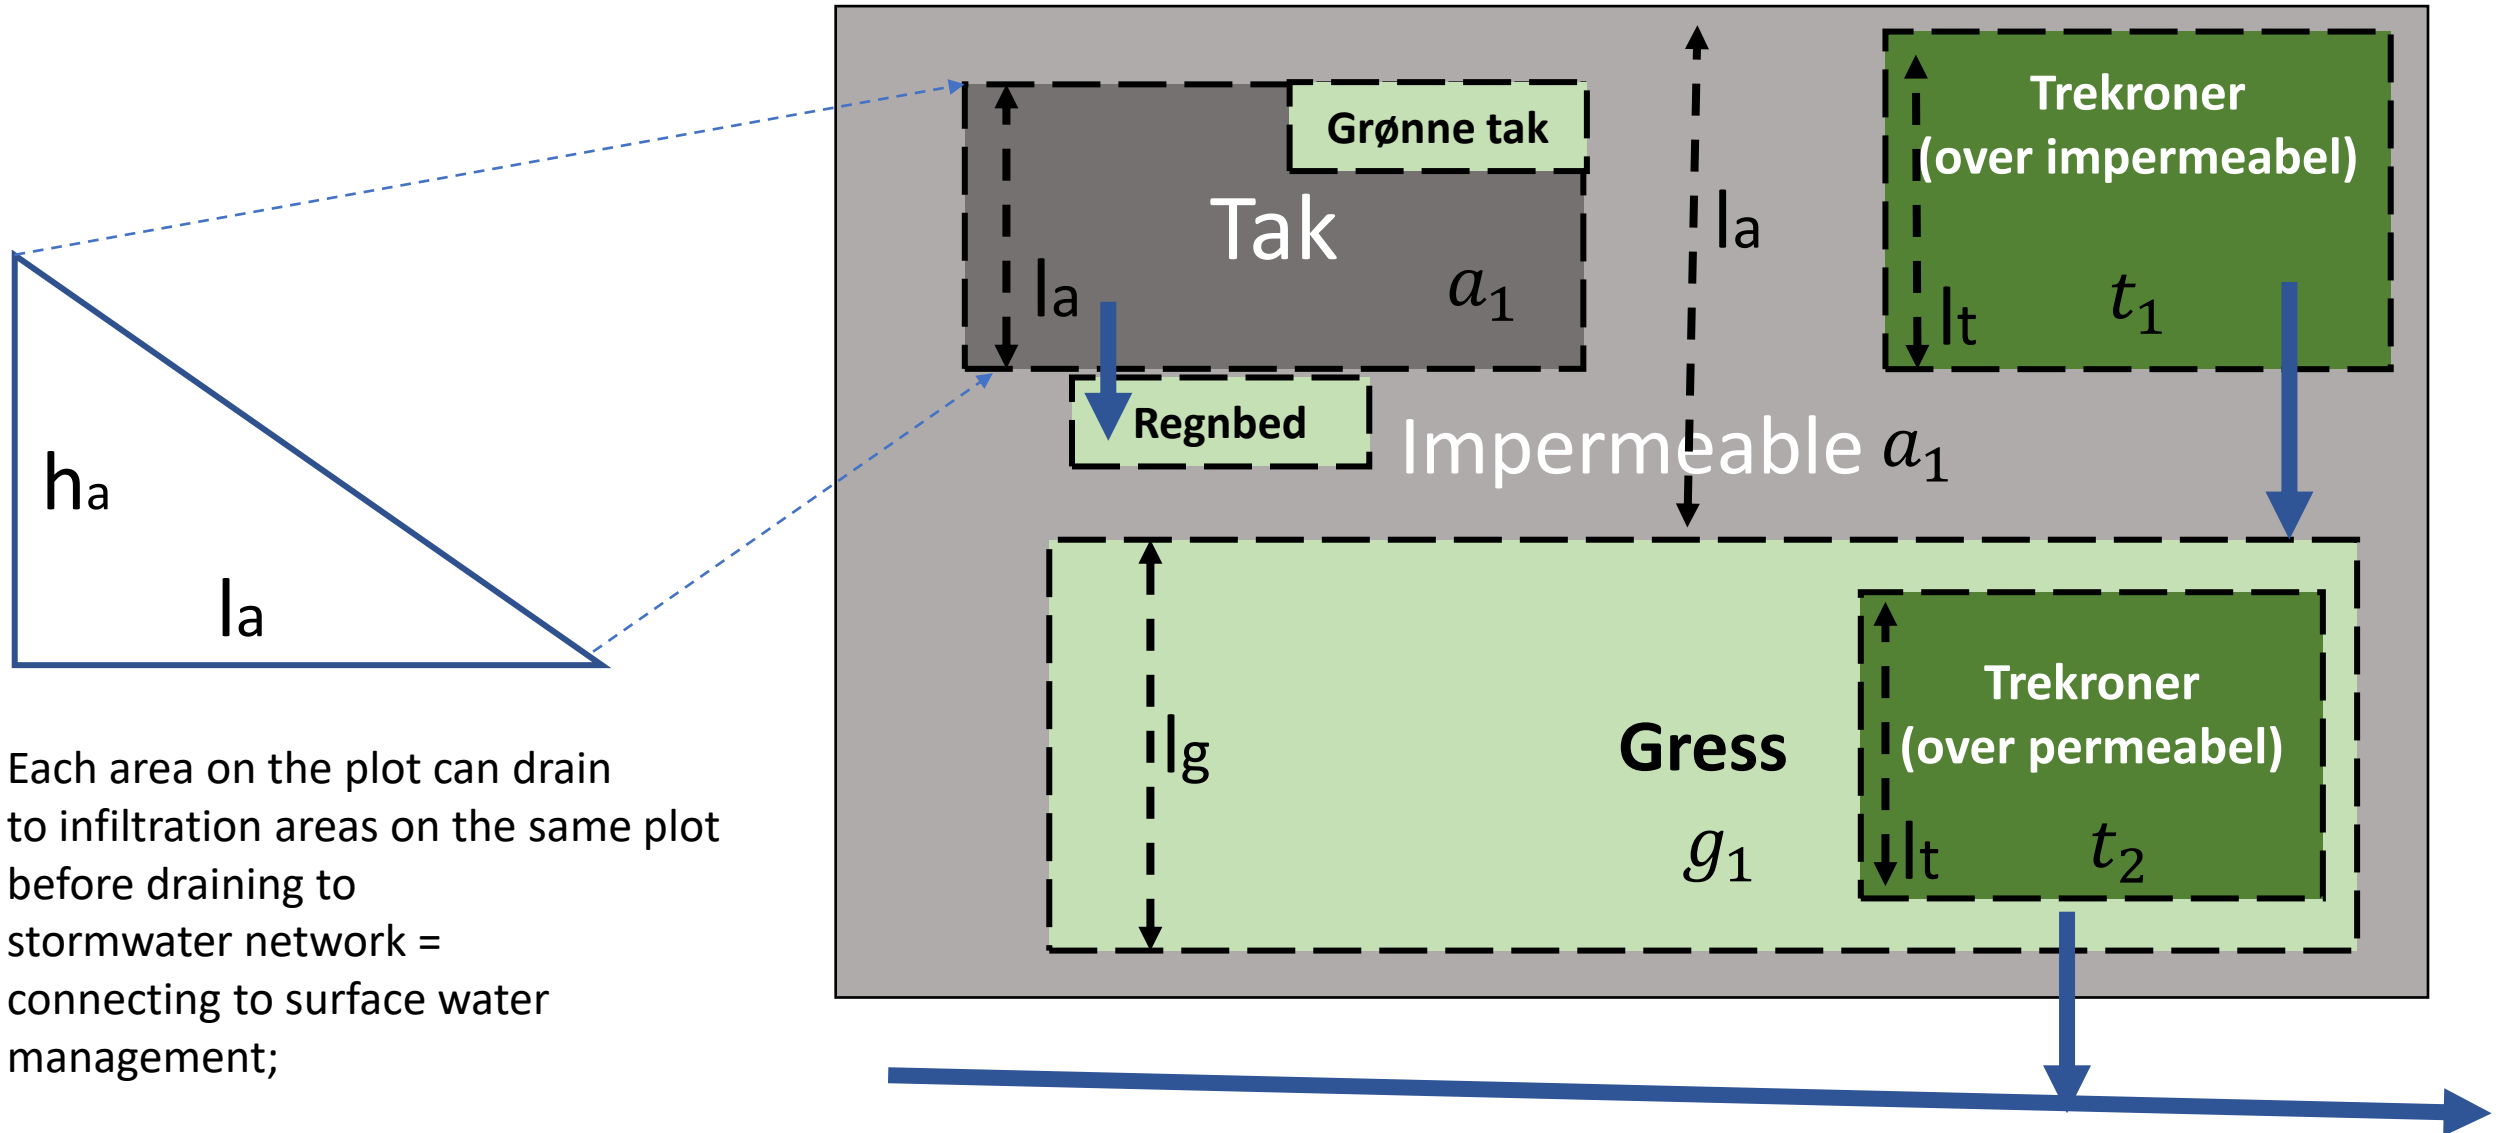 Grønne tak
Tak
la
a1
la
Trekroner
(over impermeabel)
lt
t1
Regnbed
Impermeable a1
ha
la
lg
Gress
g1
Trekroner
(over permeabel)
lt
t2
Each area on the plot can drain
to infiltration areas on the same plot
before draining to
stormwater network =
connecting to surface water
management;